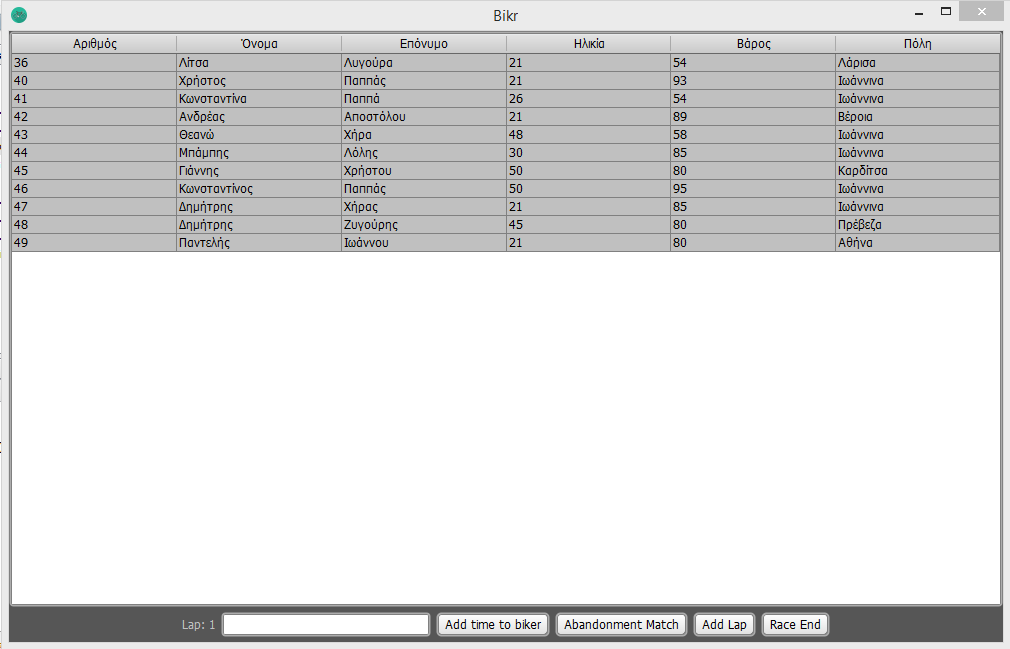 Bikr
Αριθμός Όνομα Επόνυμο Ηλικία Βάρος Πόλη
36 Λίτσα Λυγούρα 21 54 Λάρισα
40 Χρήστος Παππάς 21 93 Ιωάννινα
41 Κωνσταντίνα Παππά 26 54 Ιωάννινα
42 Ανδρέας Αποστόλου 21 89 Βέροια
43 Θεανώ Χήρα 48 58 Ιωάννινα
44 Μπάμπης Λόλης 30 85 Ιωάννινα
45 Γιάννης Χρήστου 50 80 Καρδίτσα
46 Κωνσταντίνος Παππάς 50 95 Ιωάννινα
47 Δημήτρης Χήρας 21 85 Ιωάννινα
48 Δημήτρης Ζυγούρης 45 80 Πρέβεζα
49 Παντελής Ιωάννου 21 80 Αθήνα
Lap: 1 Add time to biker Abandonment Match Add Lap Race End